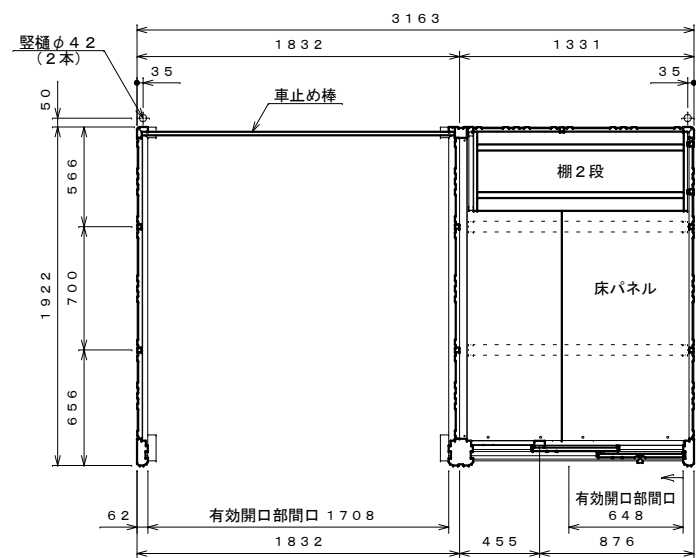 ３１６３
１８３２
１３３１
竪樋φ４２
（２本）
３５
３５
５０
車止め棒
５６６
棚２段
１９２２
７００
床パネル
６５６
有効開口部間口
６２
有効開口部間口 １７０８
６４８
１８３２
４５５
８７６